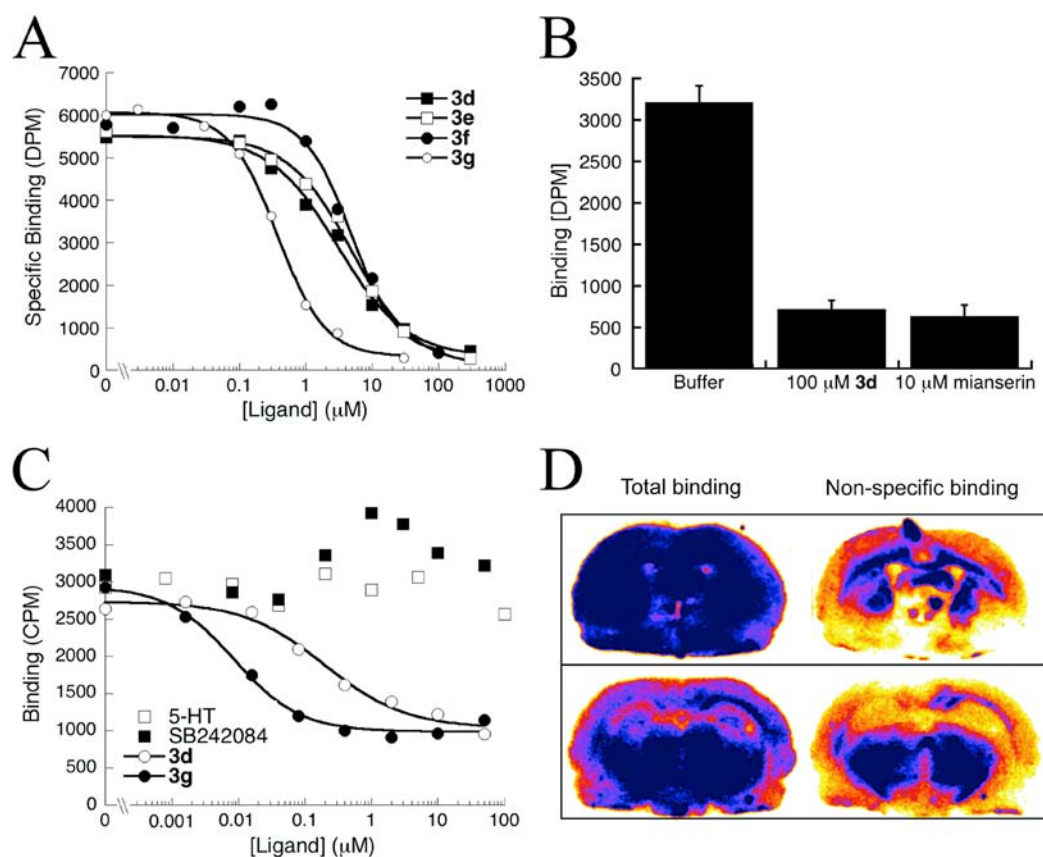 A
Specific Binding (DPM)
7000
6000
5000
4000
3000
2000
1000
0
0 0.01 0.1 1 10 100 1000
[Ligand] (μM)
3d
3e
3f
3g
B
Binding [DPM]
3500
3000
2500
2000
1500
1000
500
0
Buffer 100 μM 3d 10 μM mianserin
C
Binding (CPM)
4000
3500
3000
2500
2000
1500
1000
500
0
5-HT
SB242084
3d
3g
0 0.001 0.01 0.1 1 10 100
[Ligand] (μM)
D
Total binding Non-specific binding